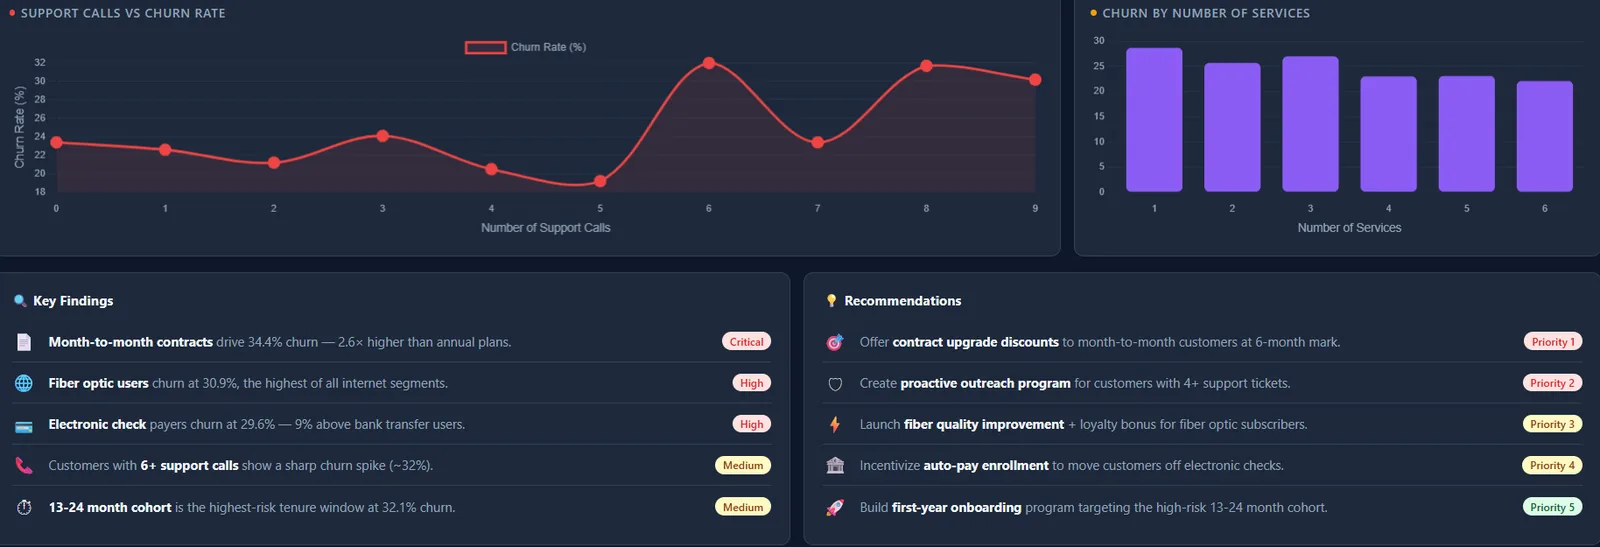 SUPPORT CALLS VS CHURN RATE
Churn Rate (%)
Churn Rate (%)
32
30
28
26
24
22
20
18
0 1 2 3 4 5 6 7 8 9
Number of Support Calls
CHURN BY NUMBER OF SERVICES
30
25
20
15
10
5
0
1 2 3 4 5 6
Number of Services
Key Findings
Month-to-month contracts drive 34.4% churn — 2.6× higher than annual plans. Critical
Fiber optic users churn at 30.9%, the highest of all internet segments. High
Electronic check payers churn at 29.6% — 9% above bank transfer users. High
Customers with 6+ support calls show a sharp churn spike (~32%). Medium
13-24 month cohort is the highest-risk tenure window at 32.1% churn. Medium
Recommendations
Offer contract upgrade discounts to month-to-month customers at 6-month mark. Priority 1
Create proactive outreach program for customers with 4+ support tickets. Priority 2
Launch fiber quality improvement + loyalty bonus for fiber optic subscribers. Priority 3
Incentivize auto-pay enrollment to move customers off electronic checks. Priority 4
Build first-year onboarding program targeting the high-risk 13-24 month cohort. Priority 5